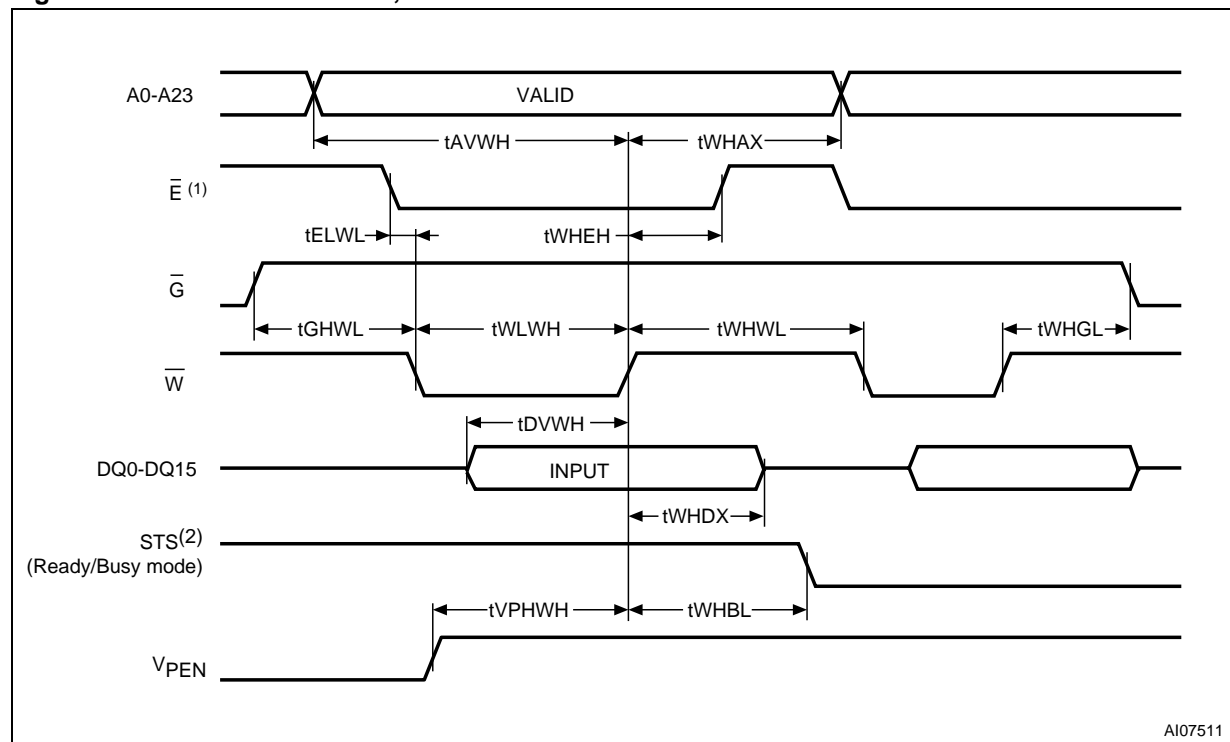 A0-A23
VALID
tAVWH
tWHAX
E (1)
tELWL
tWHEH
G
tGHWL
tWLWH
tWHWL
tWHGL
W
tDVWH
DQ0-DQ15
INPUT
tWHDX
STS(2)
(Ready/Busy mode)
tVPHWH
tWHBL
VPEN
AI07511